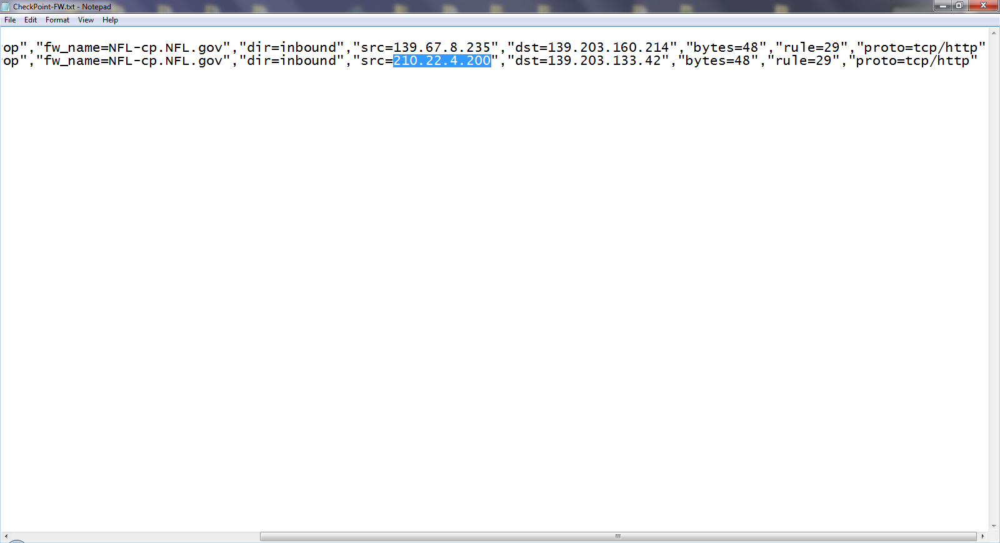 CheckPoint-FW.txt - Notepad
File Edit Format View Help
op","fw_name=NFL-cp.NFL.gov","dir=inbound","src=139.67.8.235","dst=139.203.160.214","bytes=48","rule=29","proto=tcp/http"
op","fw_name=NFL-cp.NFL.gov","dir=inbound","src=210.22.4.200","dst=139.203.133.42","bytes=48","rule=29","proto=tcp/http"